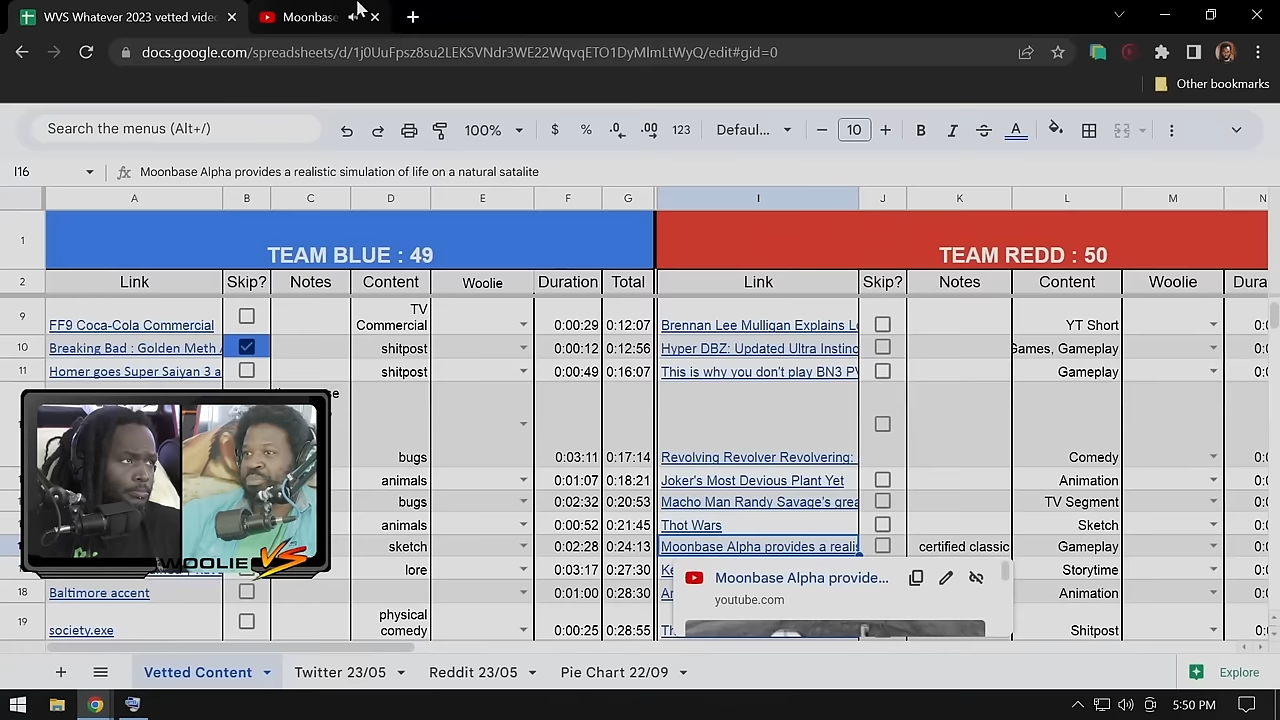 WVS Whatever 2023 vetted video
Moonbase
docs.google.com/spreadsheets/d/1j0UuFpsz8su2LEKSVNdr3WE22WqvqETO1DyMlmLtWyQ/edit#gid=0
Other bookmarks
Search the menus (Alt+/)
100%
$ % .0 .00 123
Defaul...
10
B I A
I16
fx Moonbase Alpha provides a realistic simulation of life on a natural satalite
A B C D E F G I J K L M N
1 TEAM BLUE : 49 TEAM REDD : 50
2 Link Skip? Notes Content Woolie Duration Total Link Skip? Notes Content Woolie Dura
TV
9 FF9 Coca-Cola Commercial Commercial 0:00:29 0:12:07 Brennan Lee Mulligan Explains YT Short
10 Breaking Bad : Golden Meth shitpost 0:00:12 0:12:56 Hyper DBZ: Updated Ultra Instinc Games, Gameplay
11 Homer goes Super Saiyan 3 a shitpost 0:00:49 0:16:07 This is why you don't play BN3 PV Gameplay
bugs 0:03:11 0:17:14 Revolving Revolver Revolvering: Comedy
animals 0:01:07 0:18:21 Joker's Most Devious Plant Yet Animation
bugs 0:02:32 0:20:53 Macho Man Randy Savage's grea TV Segment
animals 0:00:52 0:21:45 Thot Wars Sketch
sketch 0:02:28 0:24:13 Moonbase Alpha provides a realis certified classic Gameplay
lore 0:03:17 0:27:30 Ke Storytime
WOOLIE VS
Moonbase Alpha provide...
youtube.com
18 Baltimore accent 0:01:00 0:28:30 Animation
physical
19 society.exe comedy 0:00:25 0:28:55 Shitpost
Vetted Content Twitter 23/05 Reddit 23/05 Pie Chart 22/09
Explore
5:50 PM